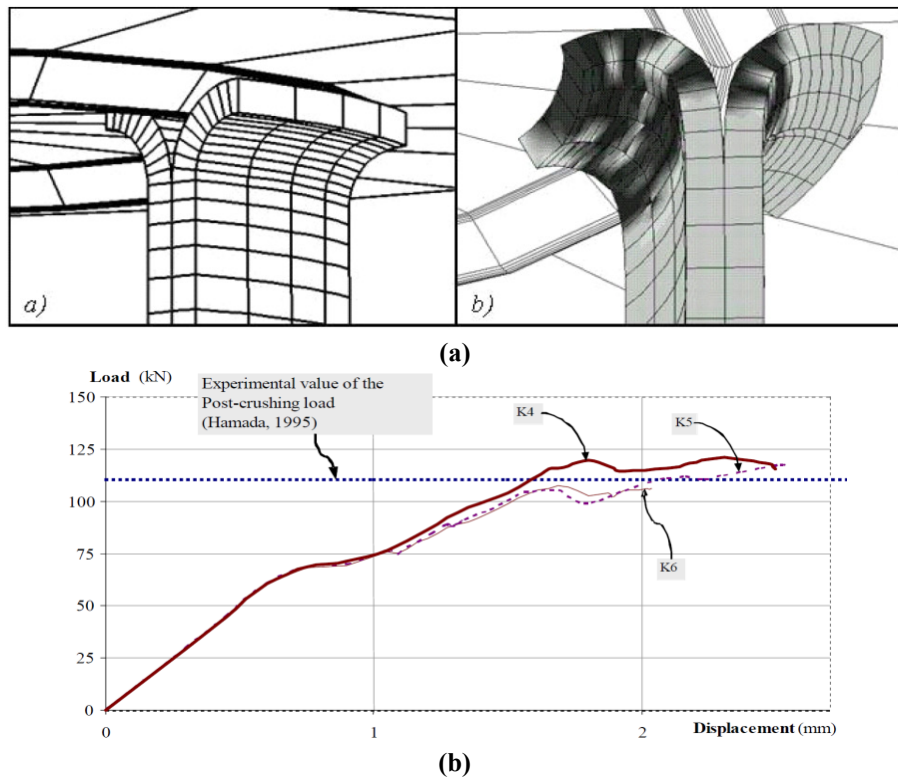 a)
b)
(a)
Load (kN)
150
125
100
75
50
25
0
Experimental value of the
Post-crushing load
(Hamada, 1995)
K4
K5
K6
0
1
2
Displacement (mm)
(b)